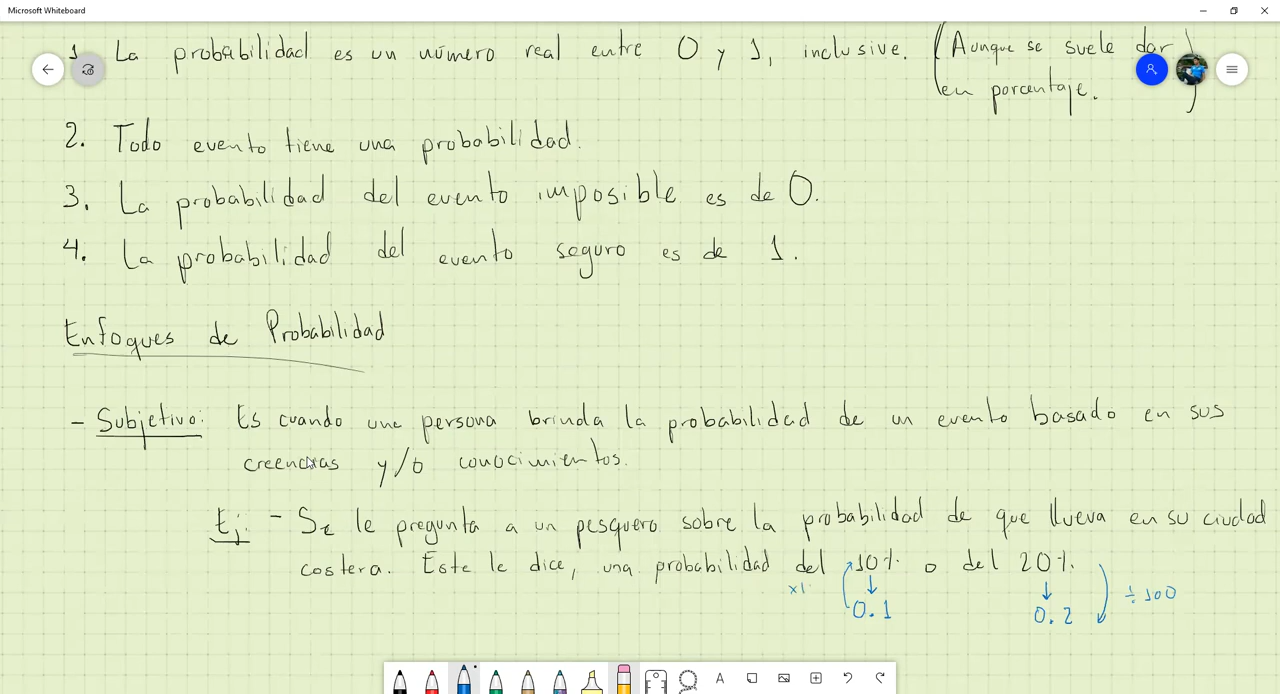 Microsoft Whiteboard
1 La probabilidad es un número real entre 0 y 1, inclusive. (Aunque se suele dar
en porcentaje.)
2. Todo evento tiene una probabilidad.
3. La probabilidad del evento imposible es de 0.
4. La probabilidad del evento seguro es de 1.
Enfoques de Probabilidad
- Subjetivo: Es cuando una persona brinda la probabilidad de un evento basado en sus
creencias y/o conocimientos.
Ej: - Se le pregunta a un pesquero sobre la probabilidad de que llueva en su ciudad
costera. Este le dice, una probabilidad del 10% o del 20%.
x1 ↓ ↓ ÷100
0.1 0.2